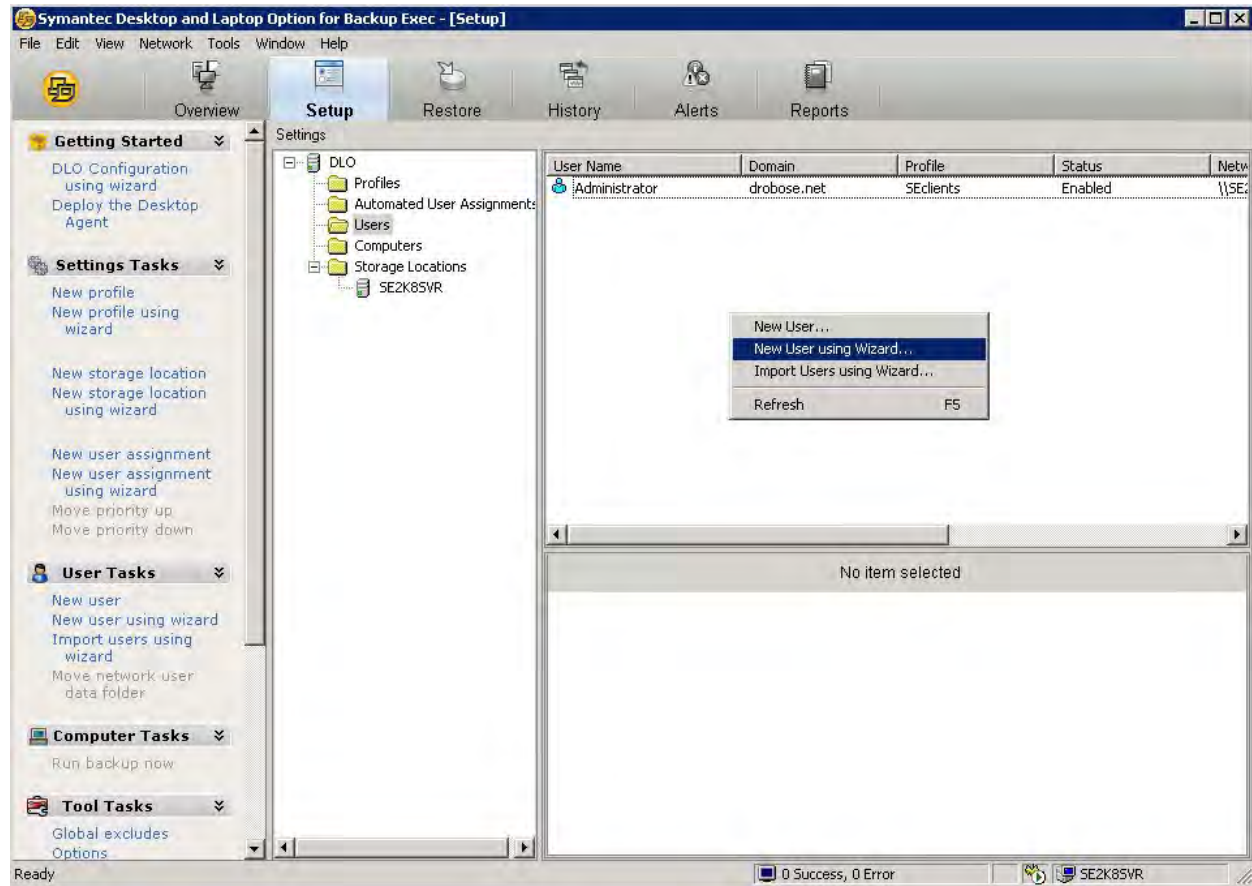 Symantec Desktop and Laptop Option for Backup Exec - [Setup]
File Edit View Network Tools Window Help
Overview Setup Restore History Alerts Reports
Getting Started
DLO Configuration
using wizard
Deploy the Desktop
Agent
Settings Tasks
New profile
New profile using
wizard
New storage location
New storage location
using wizard
New user assignment
New user assignment
using wizard
Move priority up
Move priority down
User Tasks
New user
New user using wizard
Import users using
wizard
Move network user
data folder
Computer Tasks
Run backup now
Tool Tasks
Global excludes
Options
Settings
DLO
Profiles
Automated User Assignments
Users
Computers
Storage Locations
SE2K8SVR
User Name Domain Profile Status Netw
Administrator drobose.net SEclients Enabled \\SE2
New User...
New User using Wizard...
Import Users using Wizard...
Refresh F5
No item selected
Ready
0 Success, 0 Error
SE2K8SVR